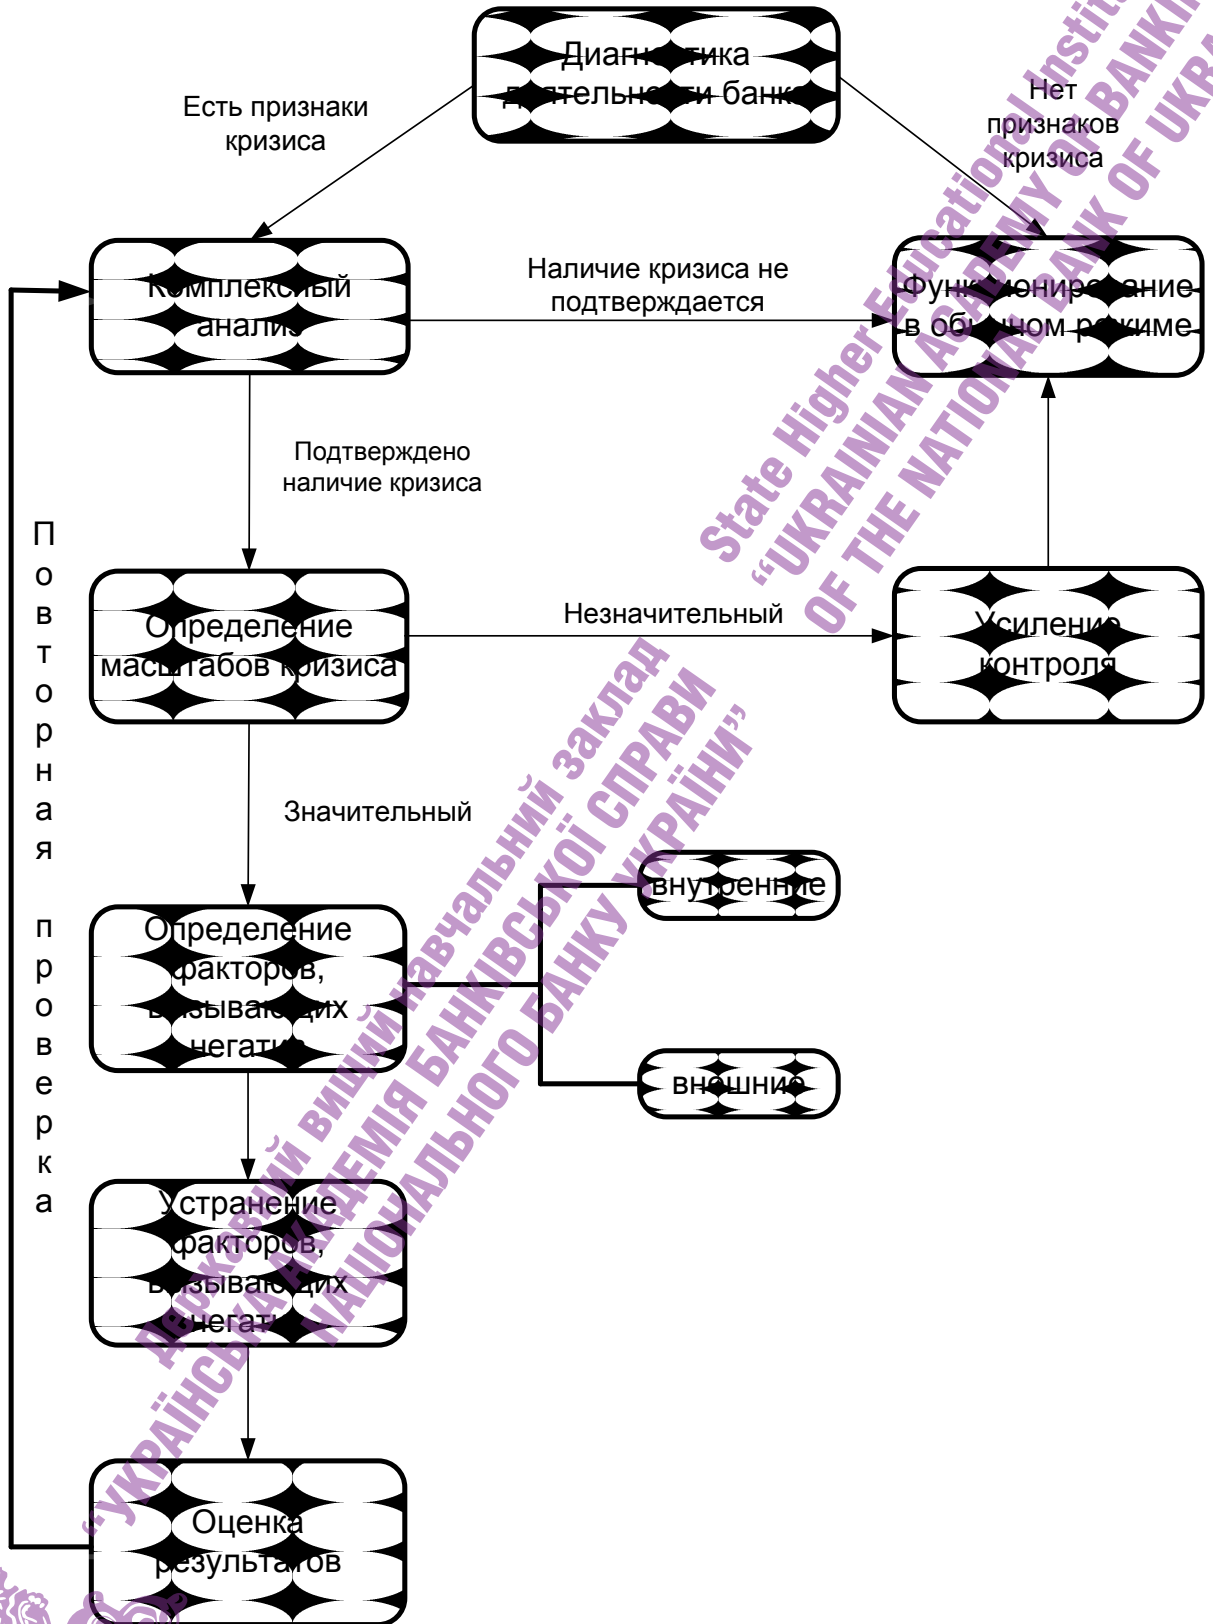 Диагностика
деятельности банка
Есть признаки
кризиса
Нет
признаков
кризиса
Комплексный
анализ
Наличие кризиса не
подтверждается
Функционирование
в обычном режиме
Подтверждено
наличие кризиса
Повторная проверка
Определение
масштабов кризиса
Незначительный
Усиление
контроля
Значительный
Определение
факторов,
вызывающих
негатив
внутренние
внешние
Устранение
факторов,
вызывающих
негатив
Оценка
результатов
State Higher Educational
“UKRAINIAN ACADEMY OF
OF THE NATIONAL BANK OF
Державний вищий навчальний заклад
“УКРАЇНСЬКА АКАДЕМІЯ БАНКІВСЬКОЇ СПРАВИ
НАЦІОНАЛЬНОГО БАНКУ УКРАЇНИ”